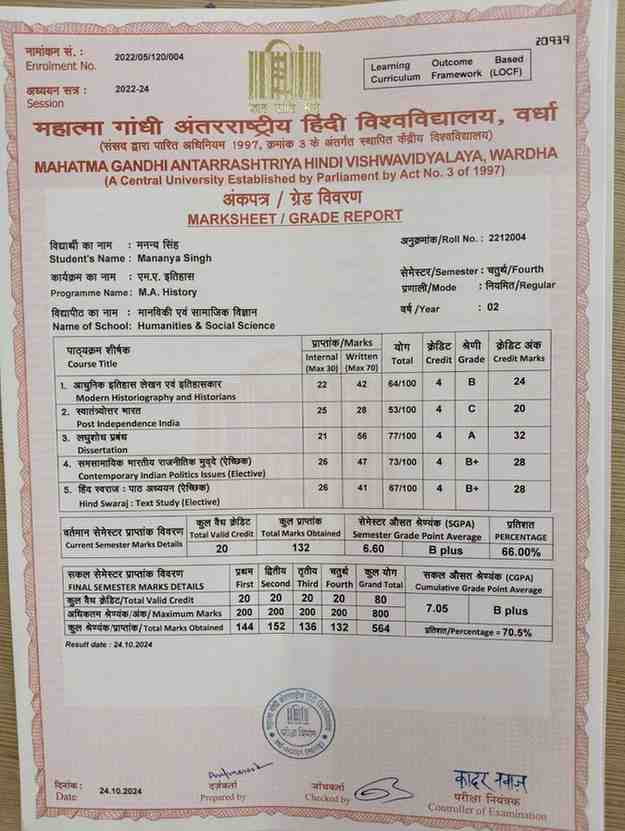 20939
नामांकन सं. : 2022/05/120/004
Enrolment No.
अध्ययन सत्र : 2022-24
Session
Learning Outcome Based
Curriculum Framework (LOCF)
महात्मा गांधी अंतरराष्ट्रीय हिंदी विश्वविद्यालय, वर्धा
(संसद द्वारा पारित अधिनियम 1997, क्रमांक 3 के अंतर्गत स्थापित केंद्रीय विश्वविद्यालय)
MAHATMA GANDHI ANTARRASHTRIYA HINDI VISHWAVIDYALAYA, WARDHA
(A Central University Established by Parliament by Act No. 3 of 1997)
अंकपत्र / ग्रेड विवरण
MARKSHEET / GRADE REPORT
विद्यार्थी का नाम : मनन्य सिंह
Student's Name : Mananya Singh
अनुक्रमांक/Roll No. : 2212004
कार्यक्रम का नाम : एम.ए. इतिहास
Programme Name : M.A. History
सेमेस्टर/Semester : चतुर्थ/Fourth
प्रणाली/Mode : नियमित/Regular
विद्यापीठ का नाम : मानविकी एवं सामाजिक विज्ञान
Name of School: Humanities & Social Science
वर्ष /Year : 02
पाठ्यक्रम शीर्षक प्राप्तांक/Marks योग क्रेडिट श्रेणी क्रेडिट अंक
Course Title Internal (Max 30) Written (Max 70) Total Credit Grade Credit Marks
1. आधुनिक इतिहास लेखन एवं इतिहासकार 22 42 64/100 4 B 24
Modern Historiography and Historians
2. स्वातंत्र्योत्तर भारत 25 28 53/100 4 C 20
Post Independence India
3. लघुशोध प्रबंध 21 56 77/100 4 A 32
Dissertation
4. समसामायिक भारतीय राजनीतिक मुद्दे (ऐच्छिक) 26 47 73/100 4 B+ 28
Contemporary Indian Politics Issues (Elective)
5. हिंद स्वराज : पाठ अध्ययन (ऐच्छिक) 26 41 67/100 4 B+ 28
Hind Swaraj : Text Study (Elective)
वर्तमान सेमेस्टर प्राप्तांक विवरण कुल वैध क्रेडिट कुल प्राप्तांक सेमेस्टर औसत श्रेण्यंक (SGPA) प्रतिशत
Current Semester Marks Details Total Valid Credit Total Marks Obtained Semester Grade Point Average PERCENTAGE
20 132 6.60 B plus 66.00%
सकल सेमेस्टर प्राप्तांक विवरण प्रथम द्वितीय तृतीय चतुर्थ कुल योग सकल औसत श्रेण्यंक (CGPA)
FINAL SEMESTER MARKS DETAILS First Second Third Fourth Grand Total Cumulative Grade Point Average
कुल वैध क्रेडिट/Total Valid Credit 20 20 20 20 80
7.05 B plus
अधिकतम श्रेण्यंक/अंक/ Maximum Marks 200 200 200 200 800
कुल श्रेण्यंक/प्राप्तांक/ Total Marks Obtained 144 152 136 132 564
प्रतिशत/Percentage = 70.5%
Result date : 24.10.2024
परीक्षा विभाग
कादर नवाज़
दिनांक : 24.10.2024
Date:
दर्जकर्ता
Prepared by
जांचकर्ता
Checked by
परीक्षा नियंत्रक
Controller of Examination